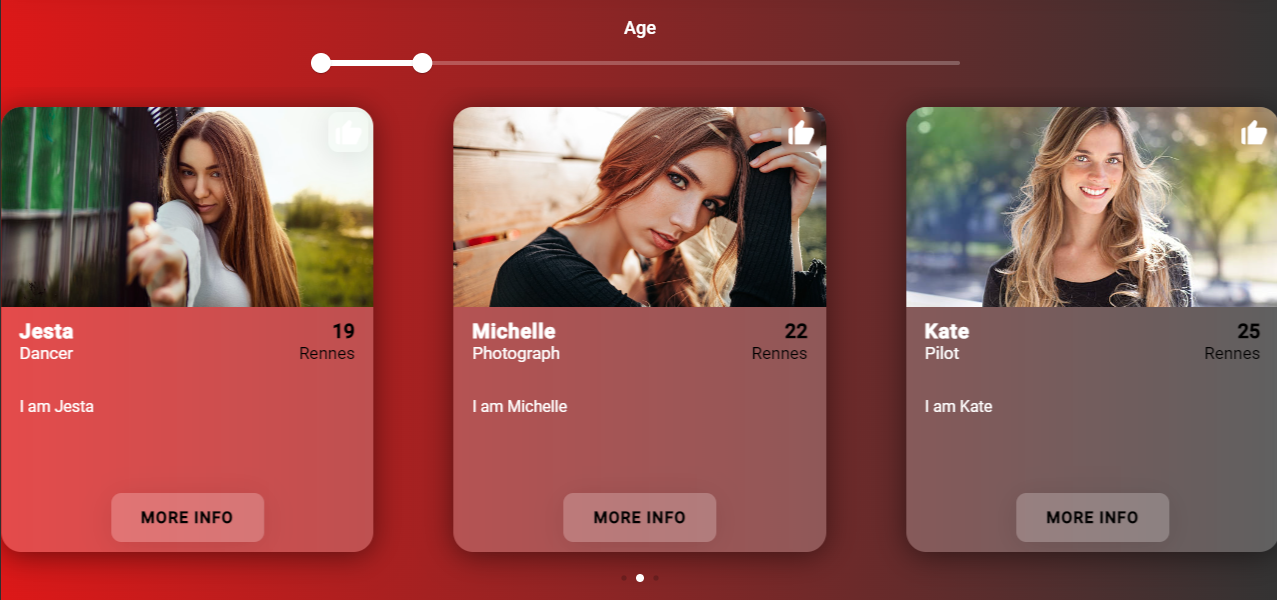 Age
Jesta 19
Dancer Rennes
I am Jesta
MORE INFO
Michelle 22
Photograph Rennes
I am Michelle
MORE INFO
Kate 25
Pilot Rennes
I am Kate
MORE INFO